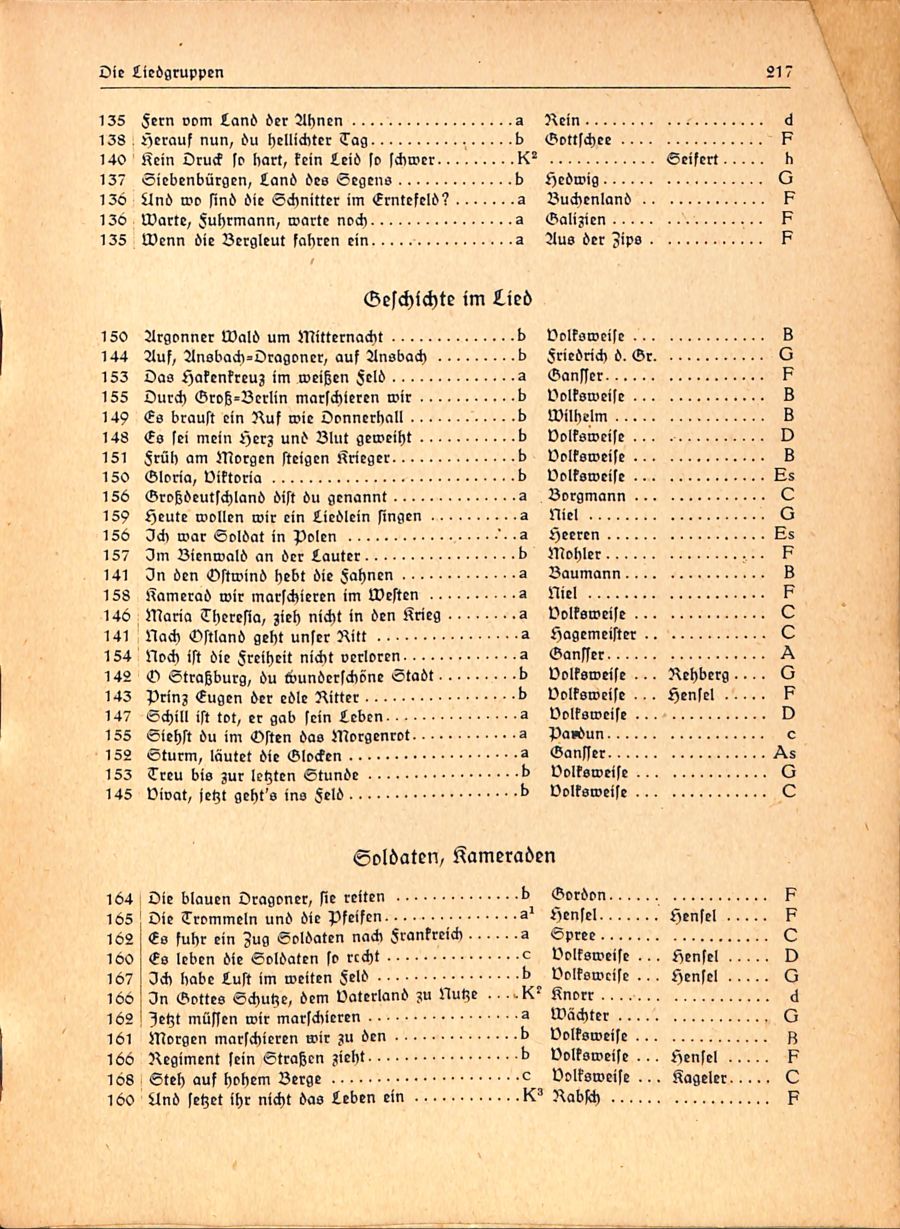 Die Liedgruppen 217
135 Fern vom Land der Ahnen ................... a Rein ........ ........... d
138 Herauf nun, du hellichter Tag ................. b Gottschee .... ........... F
140 Kein Druck so hart, kein Leid so schwer ......... K² ............ Seifert ..... h
137 Siebenbürgen, Land des Segens ............. b Hedwig ...... ........... G
136 Und wo sind die Schnitter im Erntefeld? ....... a Buchenland .. ........... F
136 Warte, Fuhrmann, warte noch ................. a Galizien ..... ........... F
135 Wenn die Bergleut fahren ein ................. a Aus der Zips . ........... F
Geschichte im Lied
150 Argonner Wald um Mitternacht .............. b Volksweise ... ........... B
144 Auf, Ansbach=Dragoner, auf Ansbach ......... b Friedrich d. Gr. ........... G
153 Das Hakenkreuz im weißen Feld .............. a Gansser ...... ........... F
155 Durch Groß=Berlin marschieren wir ........... b Volksweise ... ........... B
149 Es braust ein Ruf wie Donnerhall ............. b Wilhelm ..... ........... B
148 Es sei mein Herz und Blut geweiht ........... b Volksweise ... ........... D
151 Früh am Morgen steigen Krieger .............. b Volksweise ... ........... B
150 Gloria, Viktoria ............................ b Volksweise ... ........... Es
156 Großdeutschland bist du genannt ............. a Borgmann ... ........... C
159 Heute wollen wir ein Liedlein singen .......... a Niel ......... ........... G
156 Ich war Soldat in Polen .................... a Heeren ...... ........... Es
157 Im Bienwald an der Lauter ................. b Mohler ...... ........... F
141 In den Ostwind hebt die Fahnen ............. a Baumann .... ........... B
158 Kamerad wir marschieren im Westen .......... a Niel ......... ........... F
146 Maria Theresia, zieh nicht in den Krieg ........ a Volksweise ... ........... C
141 Nach Ostland geht unser Ritt ................ a Hagemeister .. ........... C
154 Noch ist die Freiheit nicht verloren ............. a Gansser ...... ........... A
142 O Straßburg, du wunderschöne Stadt ......... b Volksweise ... Rehberg .... G
143 Prinz Eugen der edle Ritter ................. b Volksweise ... Hensel ..... F
147 Schill ist tot, er gab sein Leben ............... a Volksweise ... ........... D
155 Siehst du im Osten das Morgenrot ............ a Pardun ...... ........... c
152 Sturm, läutet die Glocken ................... a Gansser ...... ........... As
153 Treu bis zur letzten Stunde ................. b Volksweise ... ........... G
145 Vivat, jetzt geht's ins Feld ................... b Volksweise ... ........... C
Soldaten, Kameraden
164 Die blauen Dragoner, sie reiten .............. b Gordon ...... ........... F
165 Die Trommeln und die Pfeifen ................ a¹ Hensel ....... Hensel ..... F
162 Es fuhr ein Zug Soldaten nach Frankreich ...... a Spree ....... ........... C
160 Es leben die Soldaten so recht ............... c Volksweise ... Hensel ..... D
167 Ich habe Lust im weiten Feld ................ b Volksweise ... Hensel ..... G
166 In Gottes Schutze, dem Vaterland zu Nutze .... K² Knorr ....... ........... d
162 Jetzt müssen wir marschieren ................ a Wächter ..... ........... G
161 Morgen marschieren wir zu den .............. b Volksweise ... ........... B
166 Regiment sein Straßen zieht ................. b Volksweise ... Hensel ..... F
168 Steh auf hohem Berge ...................... c Volksweise ... Kageler ..... C
160 Und setzet ihr nicht das Leben ein ............ K³ Rabsch ...... ........... F